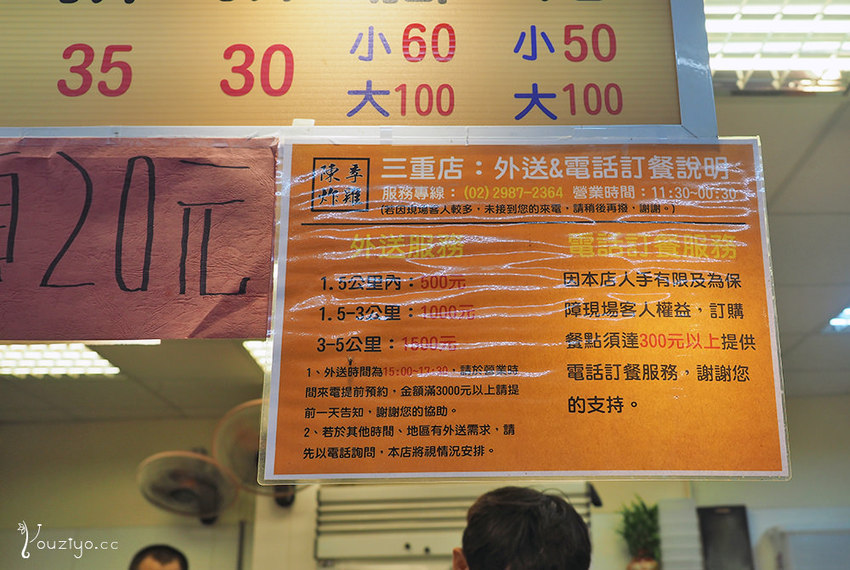 35 30 小60 小50
大100 大100
20元
陳季炸雞
三重店：外送&電話訂餐說明
服務專線：(02) 2987-2364 營業時間：11:30~00:30
(若因現場客人較多，未接到您的來電，請稍後再撥，謝謝。)
外送服務
1.5公里內：500元
1.5-3公里：1000元
3-5公里：1500元
1、外送時間為15:00~17:30，請於營業時
間來電提前預約，金額滿3000元以上請提
前一天告知，謝謝您的協助。
2、若於其他時間、地區有外送需求，請
先以電話詢問，本店將視情況安排。
電話訂餐服務
因本店人手有限及為保
障現場客人權益，訂購
餐點須達300元以上提供
電話訂餐服務，謝謝您
的支持。
Youziyo.cc